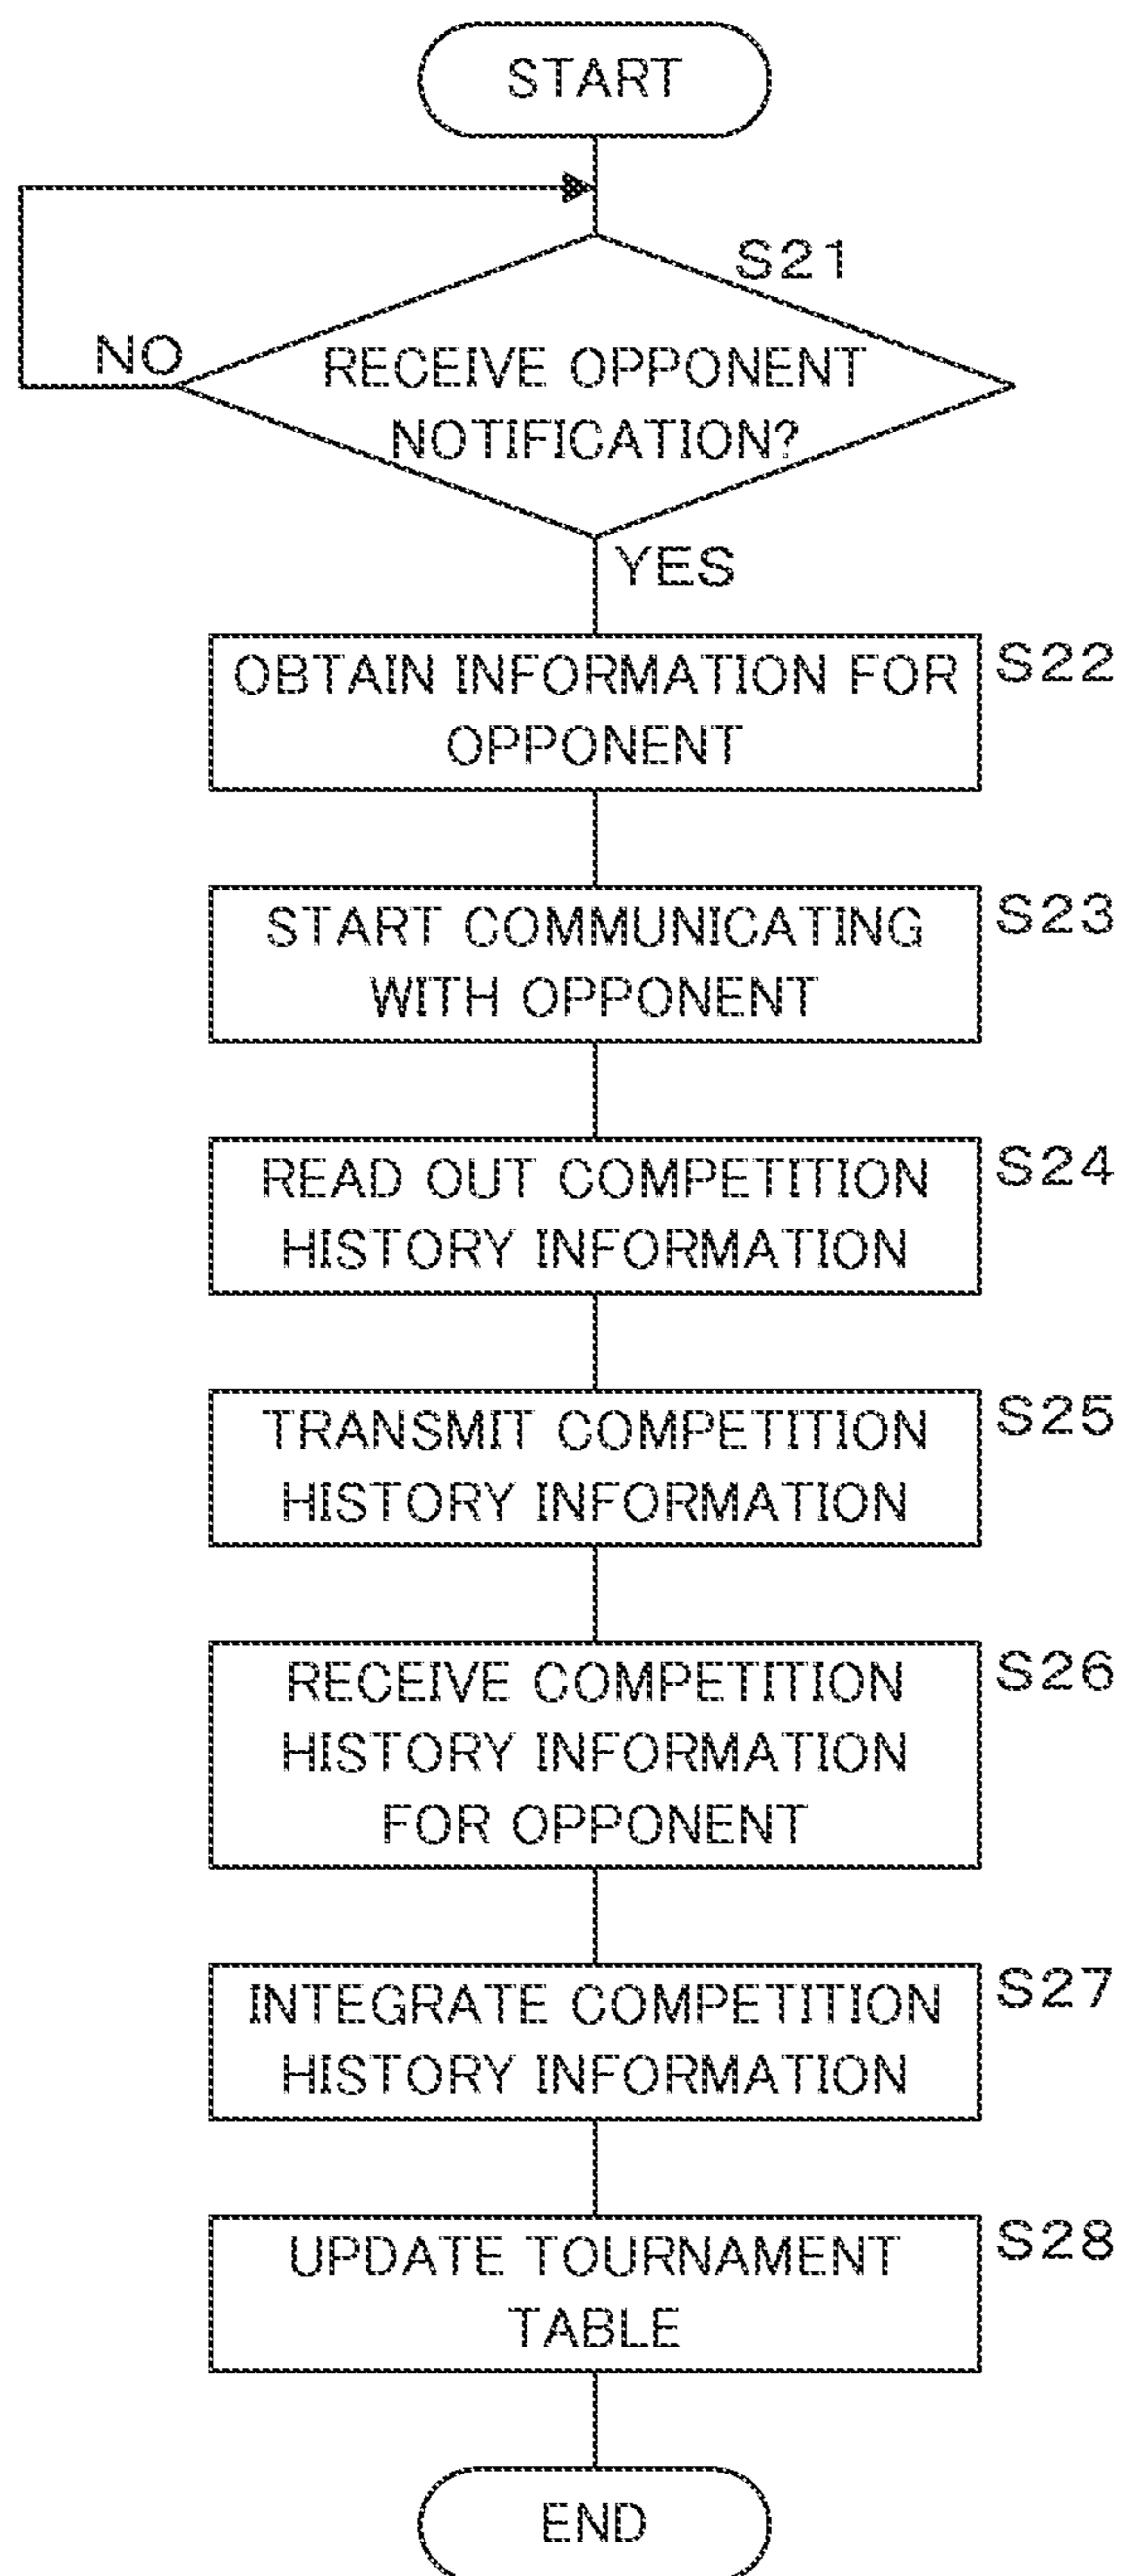 START
S21
NO
RECEIVE OPPONENT
NOTIFICATION?
YES
OBTAIN INFORMATION FOR
OPPONENT
S22
START COMMUNICATING
WITH OPPONENT
S23
READ OUT COMPETITION
HISTORY INFORMATION
S24
TRANSMIT COMPETITION
HISTORY INFORMATION
S25
RECEIVE COMPETITION
HISTORY INFORMATION
FOR OPPONENT
S26
INTEGRATE COMPETITION
HISTORY INFORMATION
S27
UPDATE TOURNAMENT
TABLE
S28
END